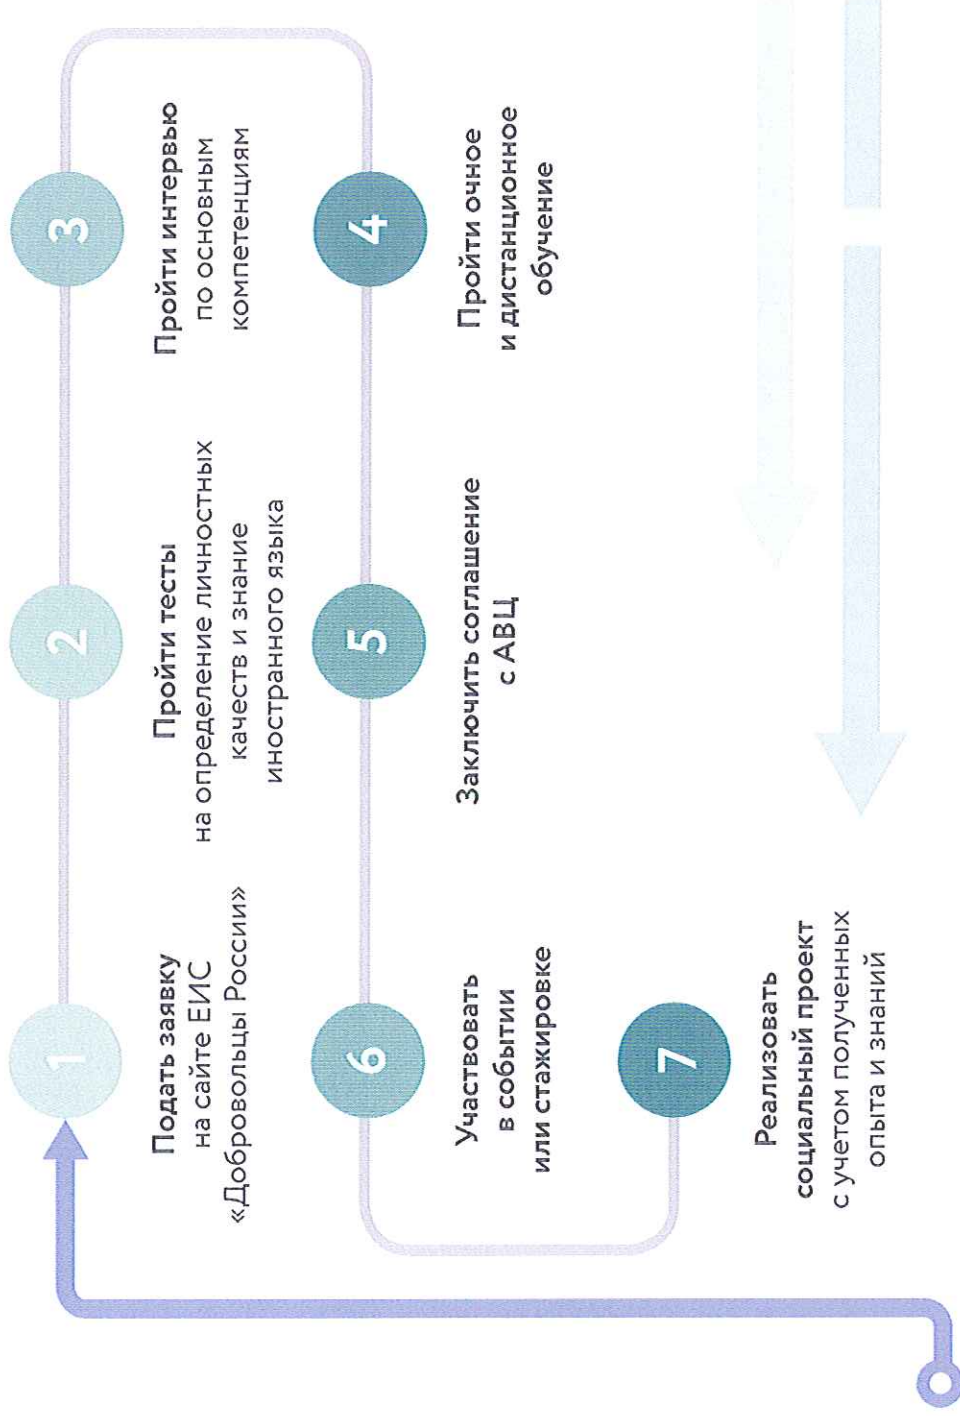 1
Подать заявку
на сайте ЕИС
«Добровольцы России»
2
Пройти тесты
на определение личностных
качеств и знание
иностранного языка
3
Пройти интервью
по основным
компетенциям
4
Пройти очное
и дистанционное
обучение
5
Заключить соглашение
с АВЦ
6
Участвовать
в событии
или стажировке
7
Реализовать
социальный проект
с учетом полученных
опыта и знаний